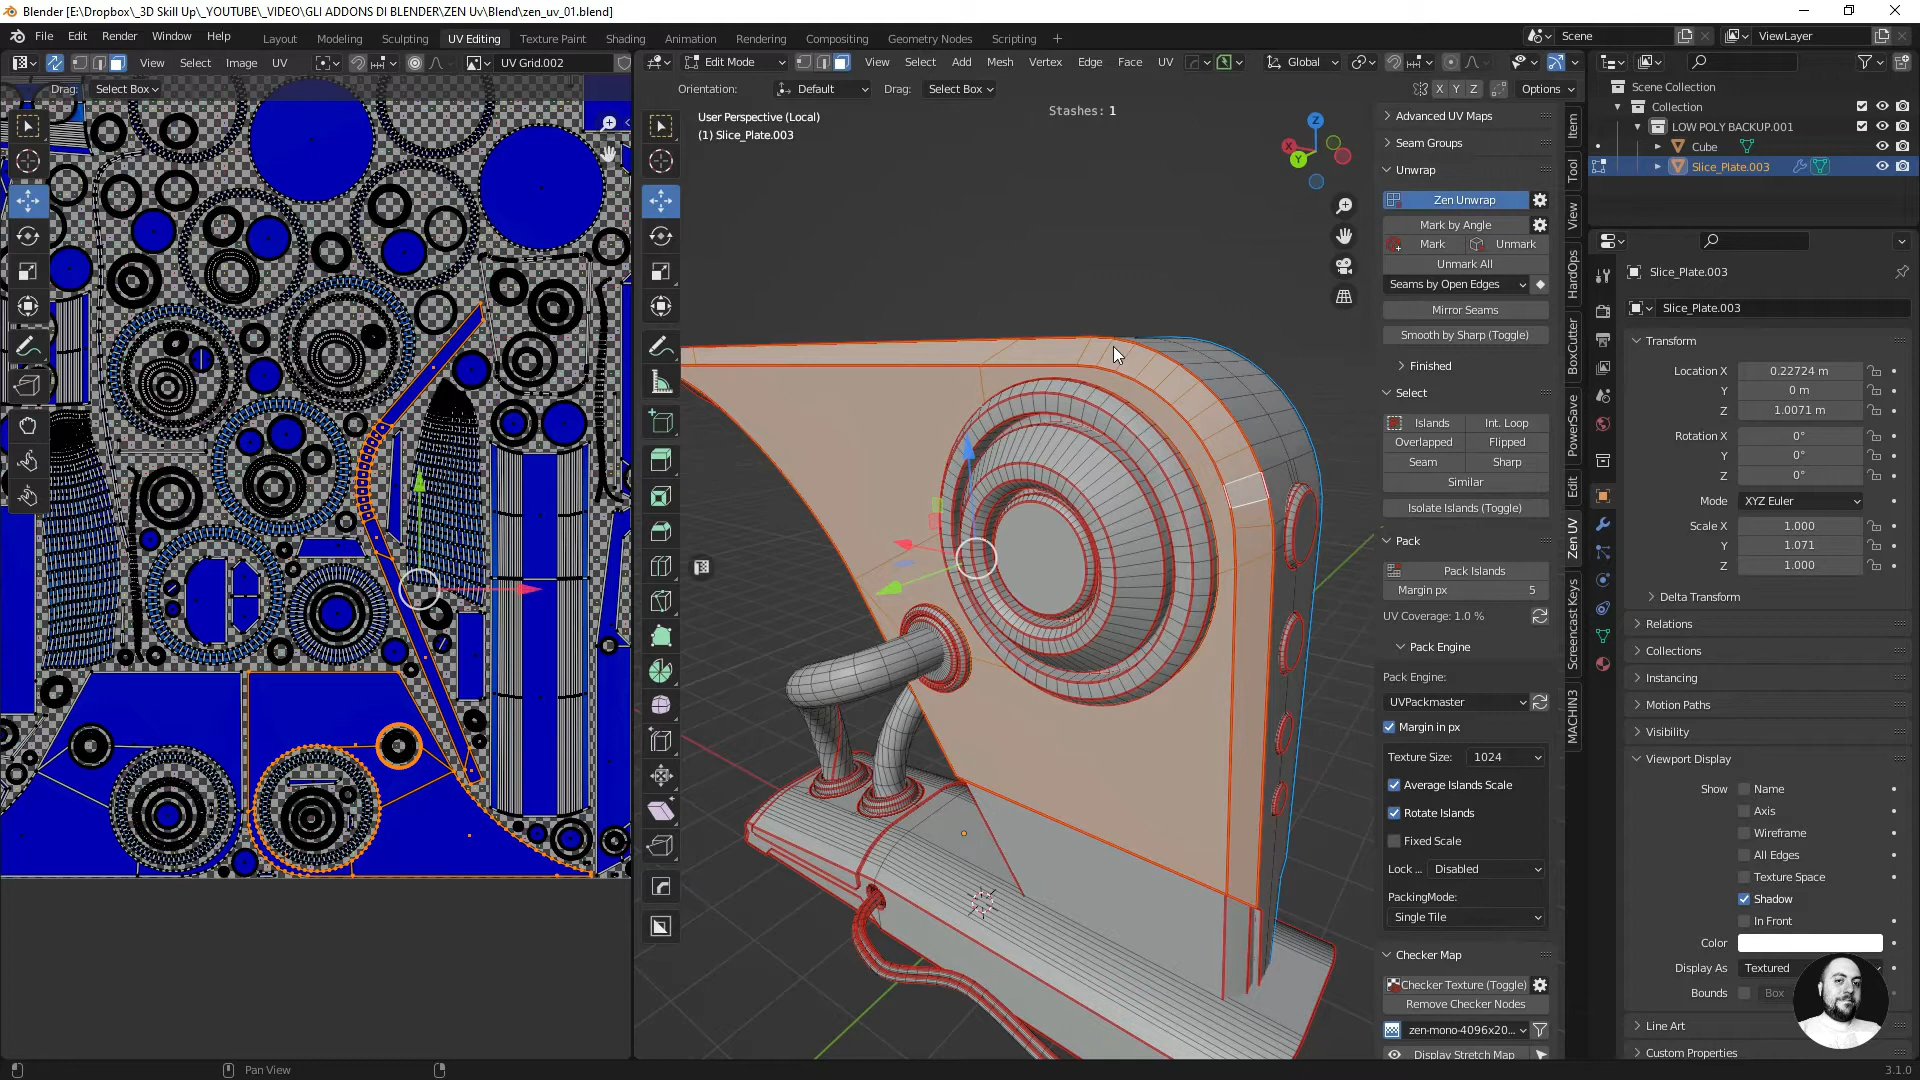 Blender [E:\Dropbox\_3D Skill Up\_YOUTUBE\_VIDEO\GLI ADDONS DI BLENDER\ZEN Uv\Blend\zen_uv_01.blend]
File Edit Render Window Help
Layout Modeling Sculpting UV Editing Texture Paint Shading Animation Rendering Compositing Geometry Nodes Scripting
Scene
ViewLayer
View Select Image UV
UV Grid.002
Edit Mode
View Select Add Mesh Vertex Edge Face UV
Global
Drag: Select Box
Orientation: Default Drag: Select Box
X Y Z Options
Stashes: 1
User Perspective (Local)
(1) Slice_Plate.003
Z
X
Y
Advanced UV Maps
Seam Groups
Unwrap
Zen Unwrap
Mark by Angle
Mark Unmark
Unmark All
Seams by Open Edges
Mirror Seams
Smooth by Sharp (Toggle)
Finished
Select
Islands Int. Loop
Overlapped Flipped
Seam Sharp
Similar
Isolate Islands (Toggle)
Pack
Pack Islands
Margin px 5
UV Coverage: 1.0 %
Pack Engine
Pack Engine:
UVPackmaster
Margin in px
Texture Size: 1024
Average Islands Scale
Rotate Islands
Fixed Scale
Lock ... Disabled
PackingMode:
Single Tile
Checker Map
Checker Texture (Toggle)
Remove Checker Nodes
zen-mono-4096x20...
Display Stretch Map
Item
Tool
View
HardOps
BoxCutter
PowerSave
Edit
Zen UV
Screencast Keys
MACHIN3
Scene Collection
Collection
LOW POLY BACKUP.001
Cube
Slice_Plate.003
Slice_Plate.003
Slice_Plate.003
Transform
Location X 0.22724 m
Y 0 m
Z 1.0071 m
Rotation X 0°
Y 0°
Z 0°
Mode XYZ Euler
Scale X 1.000
Y 1.071
Z 1.000
Delta Transform
Relations
Collections
Instancing
Motion Paths
Visibility
Viewport Display
Show Name
Axis
Wireframe
All Edges
Texture Space
Shadow
In Front
Color
Display As Textured
Bounds Box
Line Art
Custom Properties
Pan View
3.1.0